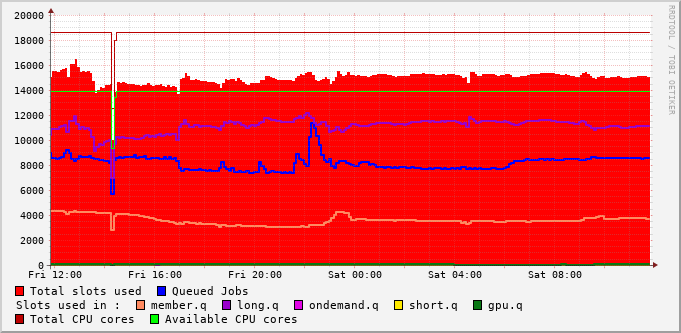 20000
18000
16000
14000
12000
10000
8000
6000
4000
2000
0
Fri 12:00 Fri 16:00 Fri 20:00 Sat 00:00 Sat 04:00 Sat 08:00
RRDTOOL / TOBI OETIKER
Total slots used Queued Jobs
Slots used in : member.q long.q ondemand.q short.q gpu.q
Total CPU cores Available CPU cores